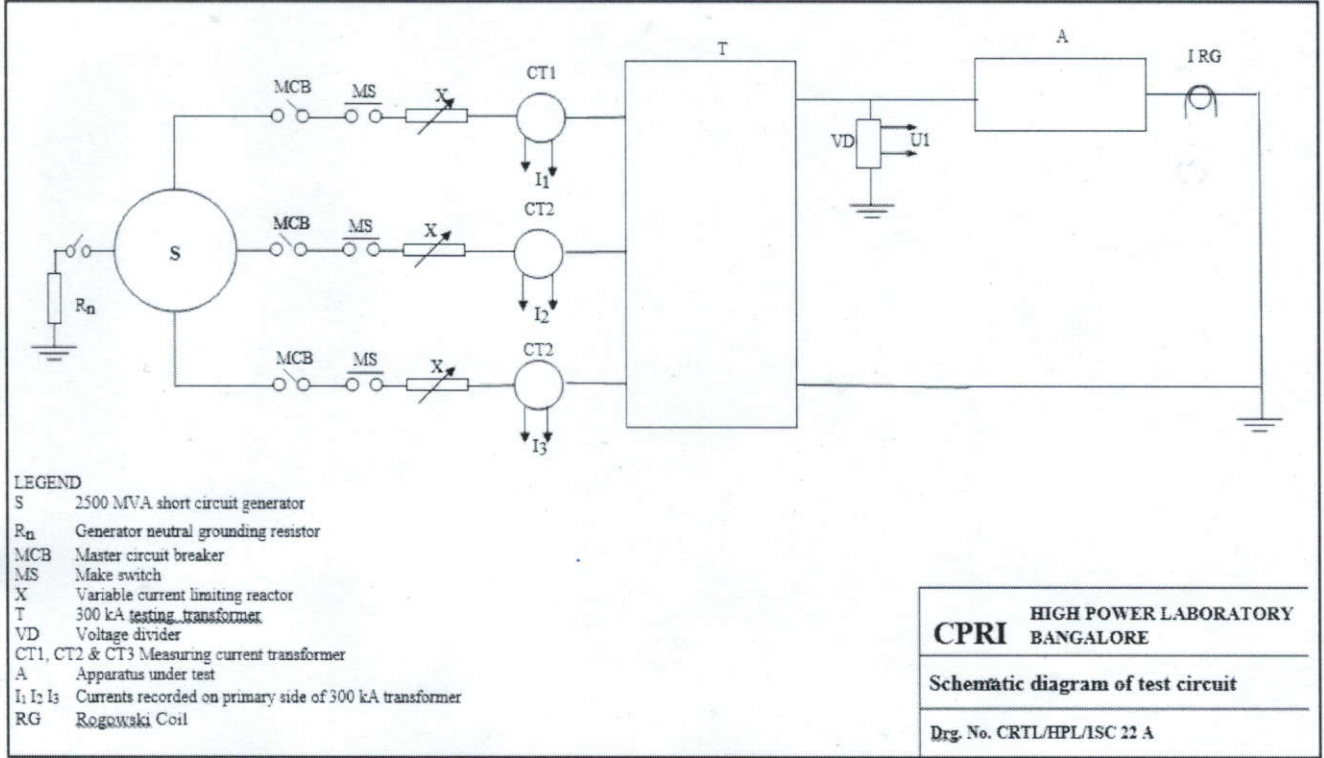 T
A
I RG
CT1
MCB
MS
X
I1
VD
U1
CT2
MCB
MS
X
S
Rn
I2
CT2
MCB
MS
X
I3
LEGEND
S 2500 MVA short circuit generator
Rn Generator neutral grounding resistor
MCB Master circuit breaker
MS Make switch
X Variable current limiting reactor
T 300 kA testing transformer
VD Voltage divider
CT1, CT2 & CT3 Measuring current transformer
A Apparatus under test
I1 I2 I3 Currents recorded on primary side of 300 kA transformer
RG Rogowski Coil
CPRI HIGH POWER LABORATORY
BANGALORE
Schematic diagram of test circuit
Drg. No. CRTL/HPL/1SC 22 A